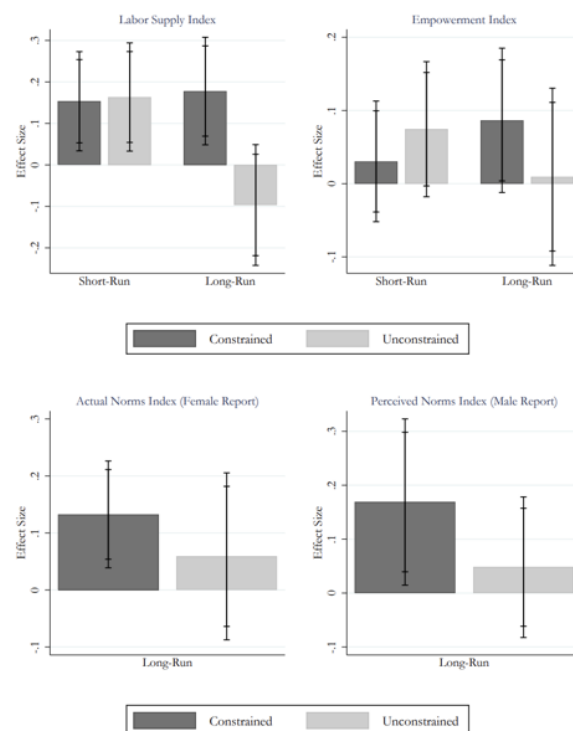 Labor Supply Index
Effect Size
.3
.2
.1
0
-.1
-.2
Short-Run
Long-Run
Empowerment Index
Effect Size
.2
.1
0
-.1
Short-Run
Long-Run
Constrained
Unconstrained
Actual Norms Index (Female Report)
Effect Size
.3
.2
.1
0
-.1
Long-Run
Perceived Norms Index (Male Report)
Effect Size
.3
.2
.1
0
-.1
Long-Run
Constrained
Unconstrained